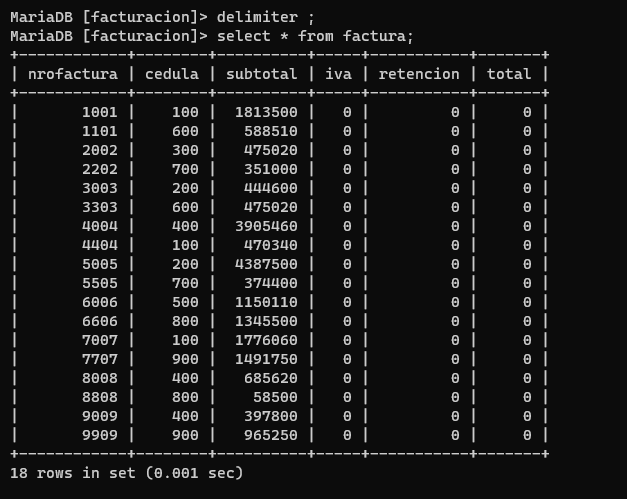 MariaDB [facturacion]> delimiter ;
MariaDB [facturacion]> select * from factura;
+------------+--------+----------+-----+-----------+-------+
| nrofactura | cedula | subtotal | iva | retencion | total |
+------------+--------+----------+-----+-----------+-------+
|       1001 |    100 |  1813500 |   0 |         0 |     0 |
|       1101 |    600 |   588510 |   0 |         0 |     0 |
|       2002 |    300 |   475020 |   0 |         0 |     0 |
|       2202 |    700 |   351000 |   0 |         0 |     0 |
|       3003 |    200 |   444600 |   0 |         0 |     0 |
|       3303 |    600 |   475020 |   0 |         0 |     0 |
|       4004 |    400 |  3905460 |   0 |         0 |     0 |
|       4404 |    100 |   470340 |   0 |         0 |     0 |
|       5005 |    200 |  4387500 |   0 |         0 |     0 |
|       5505 |    700 |   374400 |   0 |         0 |     0 |
|       6006 |    500 |  1150110 |   0 |         0 |     0 |
|       6606 |    800 |  1345500 |   0 |         0 |     0 |
|       7007 |    100 |  1776060 |   0 |         0 |     0 |
|       7707 |    900 |  1491750 |   0 |         0 |     0 |
|       8008 |    400 |   685620 |   0 |         0 |     0 |
|       8808 |    800 |    58500 |   0 |         0 |     0 |
|       9009 |    400 |   397800 |   0 |         0 |     0 |
|       9909 |    900 |   965250 |   0 |         0 |     0 |
+------------+--------+----------+-----+-----------+-------+
18 rows in set (0.001 sec)